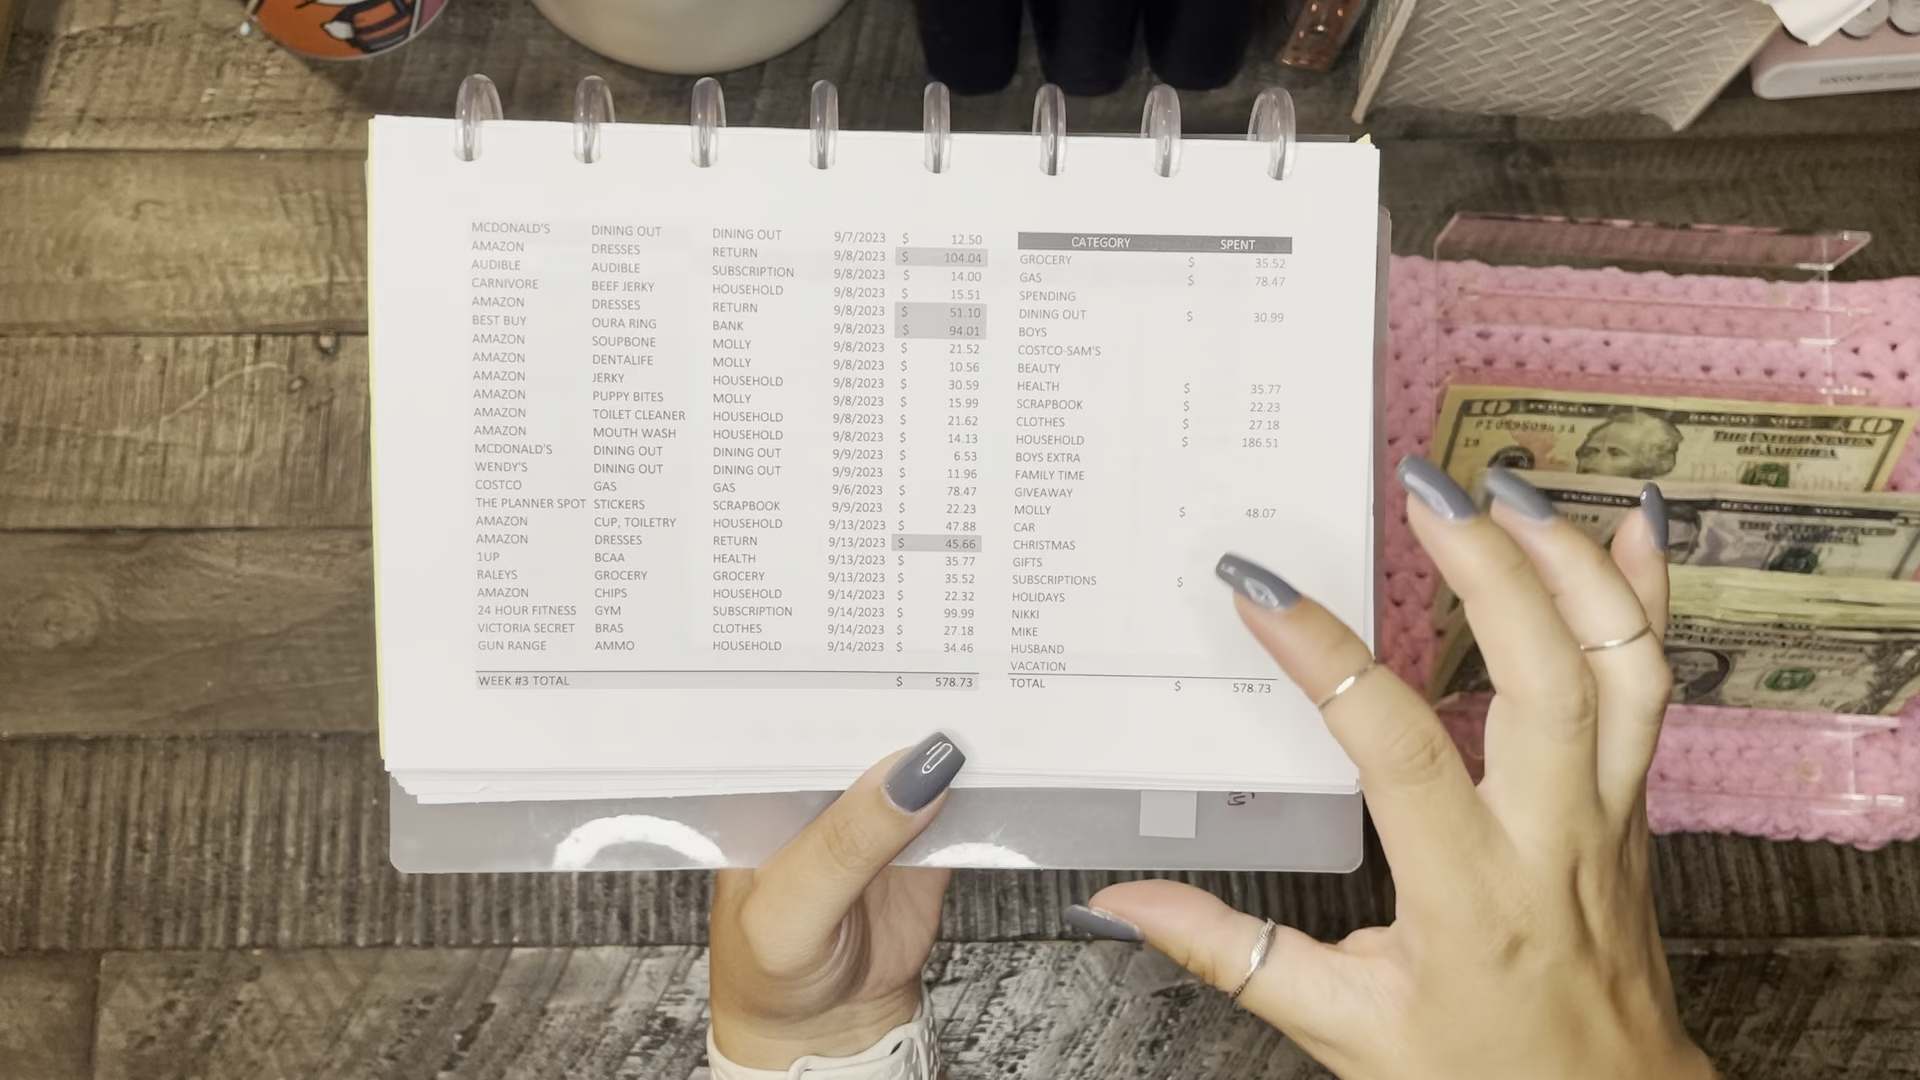 MCDONALD'S DINING OUT DINING OUT 9/7/2023 $ 12.50
AMAZON DRESSES RETURN 9/8/2023 $ 104.04
AUDIBLE AUDIBLE SUBSCRIPTION 9/8/2023 $ 14.00
CARNIVORE BEEF JERKY HOUSEHOLD 9/8/2023 $ 15.51
AMAZON DRESSES RETURN 9/8/2023 $ 51.10
BEST BUY OURA RING BANK 9/8/2023 $ 94.01
AMAZON SOUPBONE MOLLY 9/8/2023 $ 21.52
AMAZON DENTALIFE MOLLY 9/8/2023 $ 10.56
AMAZON JERKY HOUSEHOLD 9/8/2023 $ 30.59
AMAZON PUPPY BITES MOLLY 9/8/2023 $ 15.99
AMAZON TOILET CLEANER HOUSEHOLD 9/8/2023 $ 21.62
AMAZON MOUTH WASH HOUSEHOLD 9/8/2023 $ 14.13
MCDONALD'S DINING OUT DINING OUT 9/9/2023 $ 6.53
WENDY'S DINING OUT DINING OUT 9/9/2023 $ 11.96
COSTCO GAS GAS 9/6/2023 $ 78.47
THE PLANNER SPOT STICKERS SCRAPBOOK 9/9/2023 $ 22.23
AMAZON CUP, TOILETRY HOUSEHOLD 9/13/2023 $ 47.88
AMAZON DRESSES RETURN 9/13/2023 $ 45.66
1UP BCAA HEALTH 9/13/2023 $ 35.77
RALEYS GROCERY GROCERY 9/13/2023 $ 35.52
AMAZON CHIPS HOUSEHOLD 9/14/2023 $ 22.32
24 HOUR FITNESS GYM SUBSCRIPTION 9/14/2023 $ 99.99
VICTORIA SECRET BRAS CLOTHES 9/14/2023 $ 27.18
GUN RANGE AMMO HOUSEHOLD 9/14/2023 $ 34.46
WEEK #3 TOTAL $ 578.73
CATEGORY SPENT
GROCERY $ 35.52
GAS $ 78.47
SPENDING
DINING OUT $ 30.99
BOYS
COSTCO-SAM'S
BEAUTY
HEALTH $ 35.77
SCRAPBOOK $ 22.23
CLOTHES $ 27.18
HOUSEHOLD $ 186.51
BOYS EXTRA
FAMILY TIME
GIVEAWAY
MOLLY $ 48.07
CAR
CHRISTMAS
GIFTS
SUBSCRIPTIONS $
HOLIDAYS
NIKKI
MIKE
HUSBAND
VACATION
TOTAL $ 578.73
10 FEDERAL RESERVE NOTE 10
THE UNITED STATES
OF AMERICA